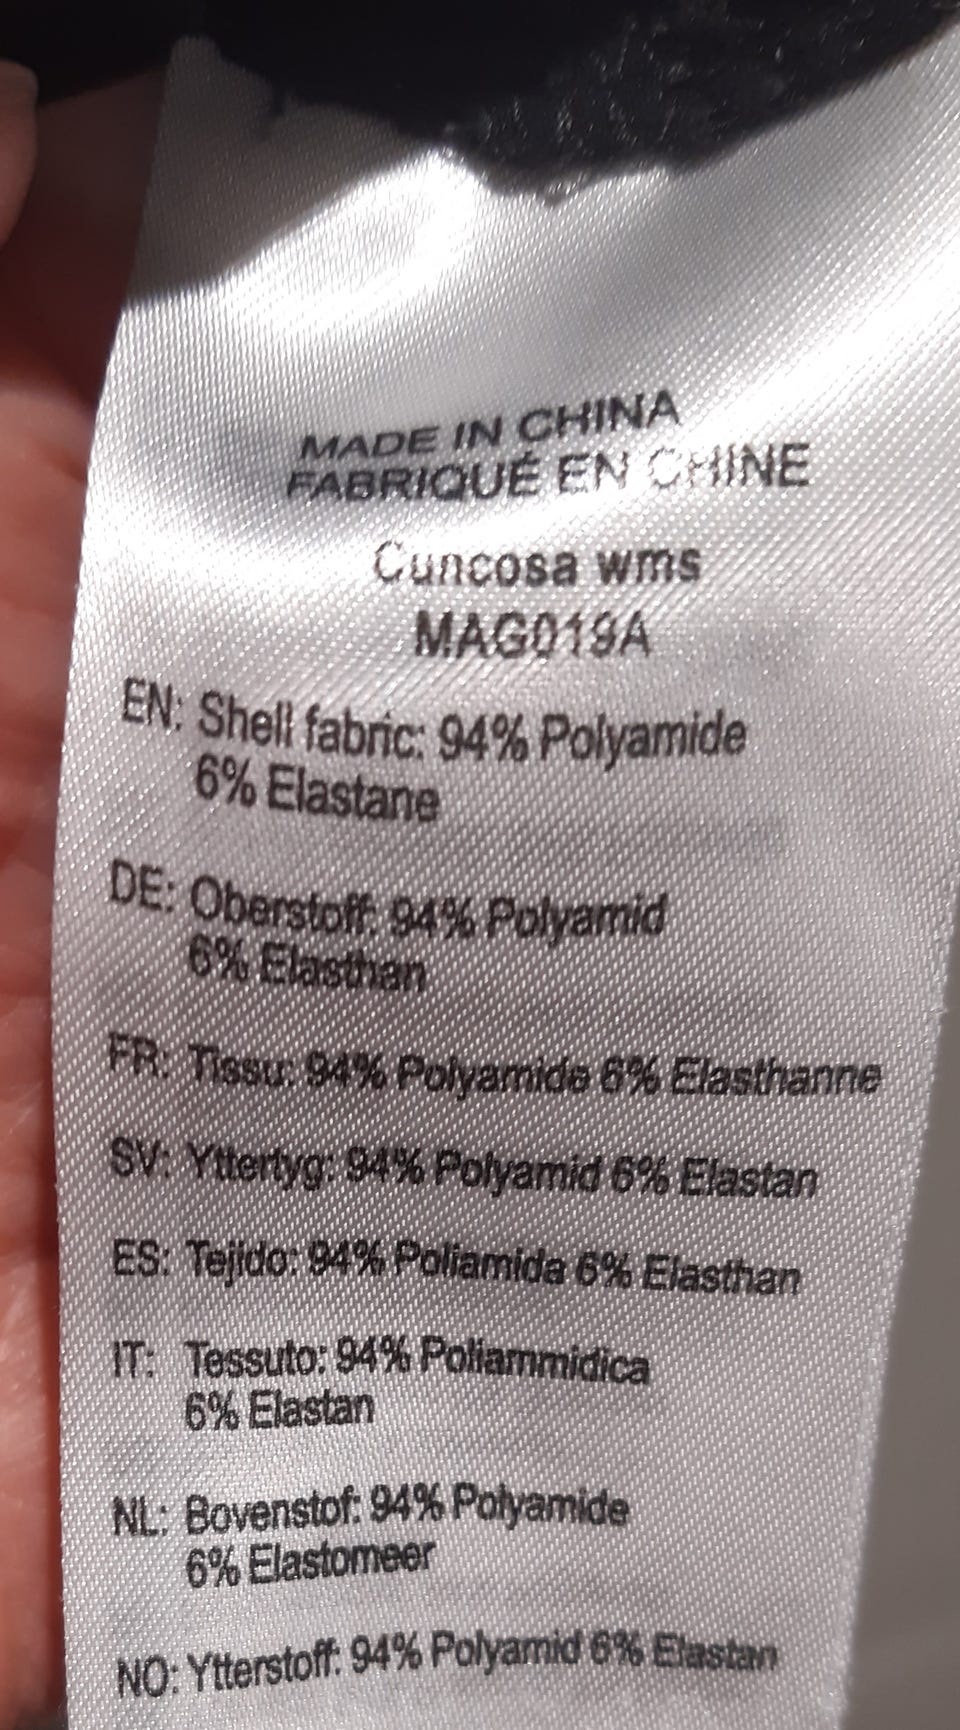 MADE IN CHINA
FABRIQUÉ EN CHINE
Cuncosa wms
MAG019A
EN: Shell fabric: 94% Polyamide
6% Elastane
DE: Oberstoff: 94% Polyamid
6% Elasthan
FR: Tissu: 94% Polyamide 6% Elasthanne
SV: Yttertyg: 94% Polyamid 6% Elastan
ES: Tejido: 94% Poliamida 6% Elasthan
IT: Tessuto: 94% Poliammidica
6% Elastan
NL: Bovenstof: 94% Polyamide
6% Elastomeer
NO: Ytterstoff: 94% Polyamid 6% Elastan